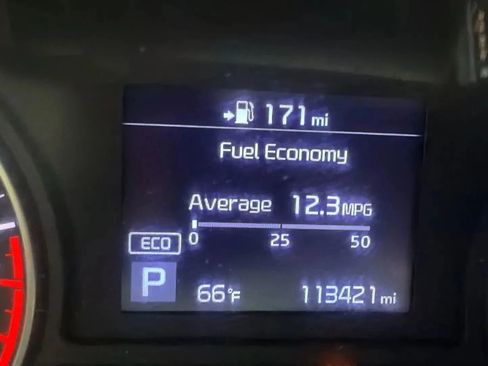 171 mi
Fuel Economy
Average 12.3 MPG
0 25 50
ECO
P
66°F 113421 mi